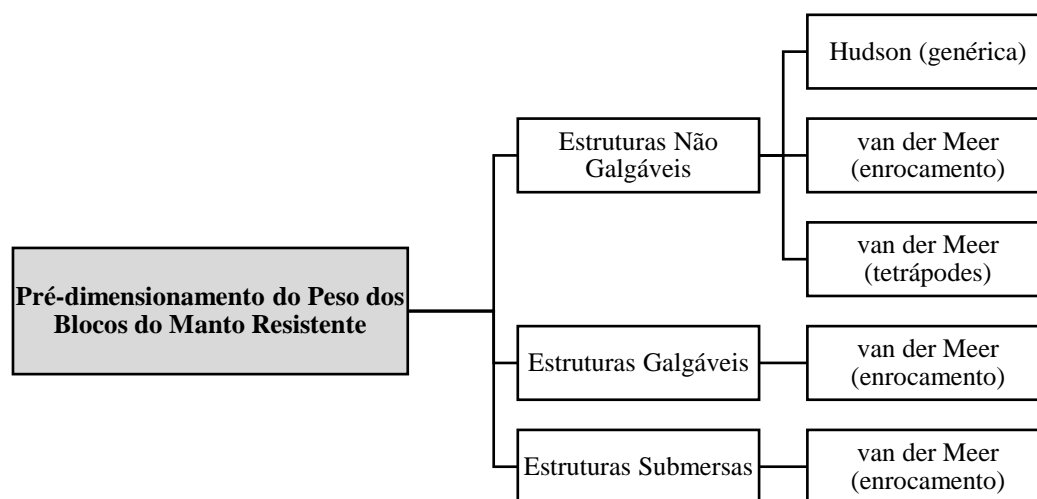 Pré-dimensionamento do Peso dos
Blocos do Manto Resistente
Estruturas Não
Galgáveis
Hudson (genérica)
van der Meer
(enrocamento)
van der Meer
(tetrápodes)
Estruturas Galgáveis
van der Meer
(enrocamento)
Estruturas Submersas
van der Meer
(enrocamento)